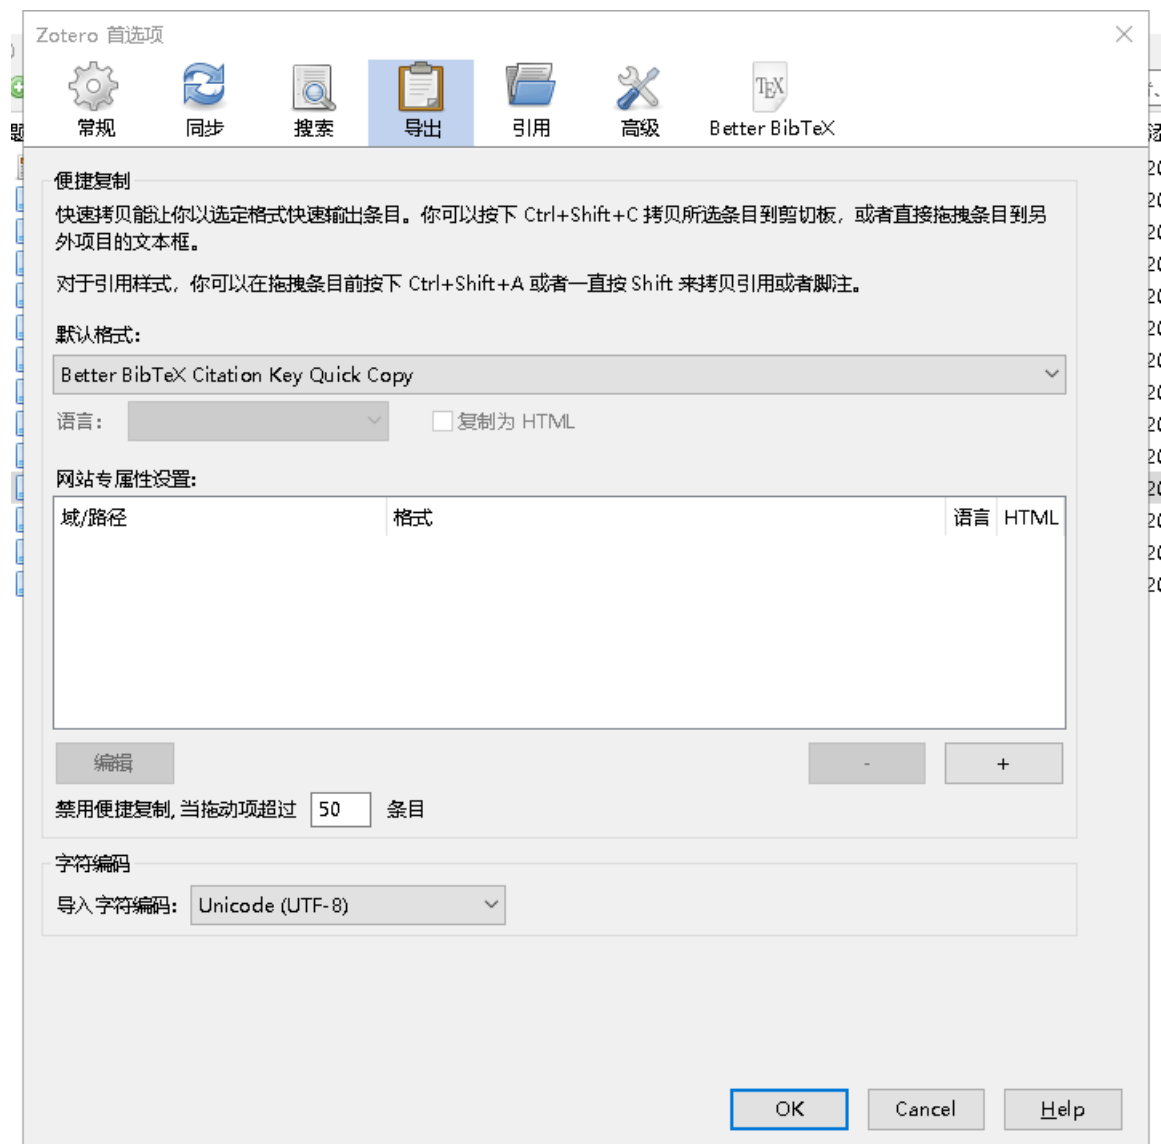 Zotero 首选项
常规 同步 搜索 导出 引用 高级 Better BibTeX
便捷复制
快速拷贝能让你以选定格式快速输出条目。你可以按下 Ctrl+Shift+C 拷贝所选条目到剪切板，或者直接拖拽条目到另
外项目的文本框。
对于引用样式，你可以在拖拽条目前按下 Ctrl+Shift+A 或者一直按 Shift 来拷贝引用或者脚注。
默认格式:
Better BibTeX Citation Key Quick Copy
语言: 复制为 HTML
网站专属性设置:
域/路径 格式 语言 HTML
编辑 - +
禁用便捷复制, 当拖动项超过 50 条目
字符编码
导入字符编码: Unicode (UTF-8)
OK Cancel Help